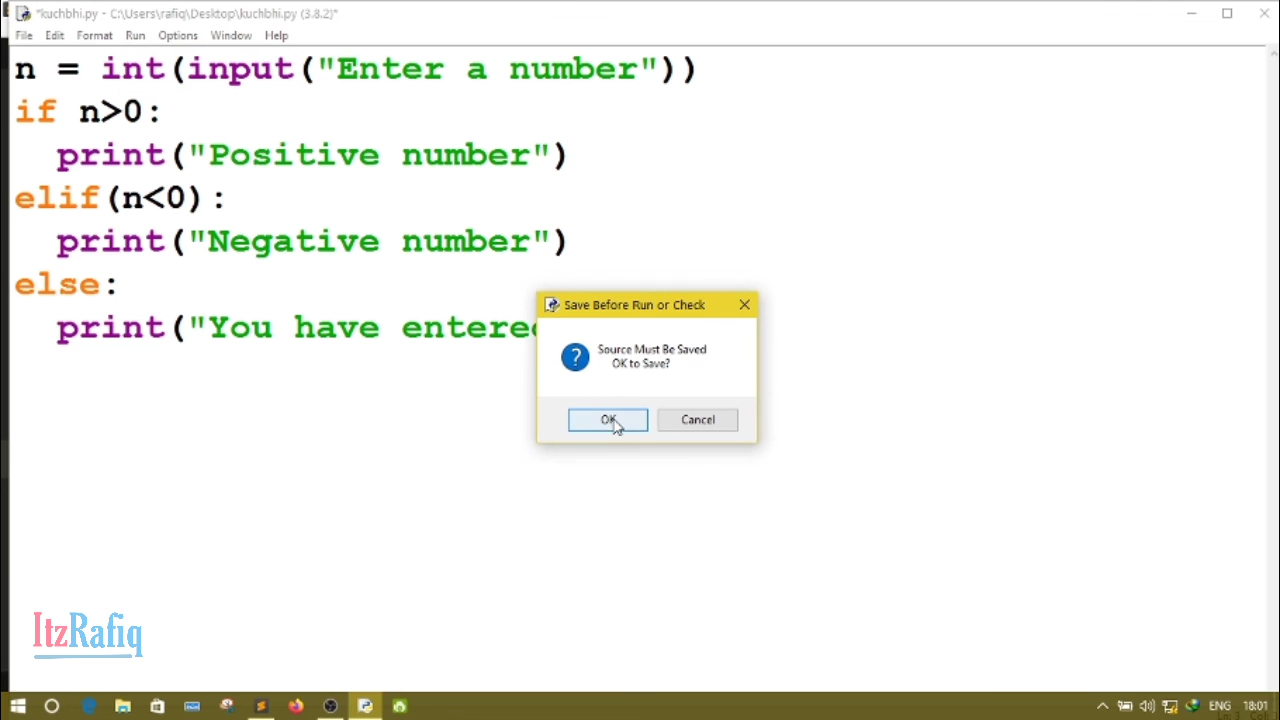 *kuchbhi.py - C:\Users\rafiq\Desktop\kuchbhi.py (3.8.2)*
File Edit Format Run Options Window Help
n = int(input("Enter a number"))
if n>0:
  print("Positive number")
elif(n<0):
  print("Negative number")
else:
  print("You have entered
Save Before Run or Check
Source Must Be Saved
OK to Save?
OK Cancel
ItzRafiq
ENG 18:01